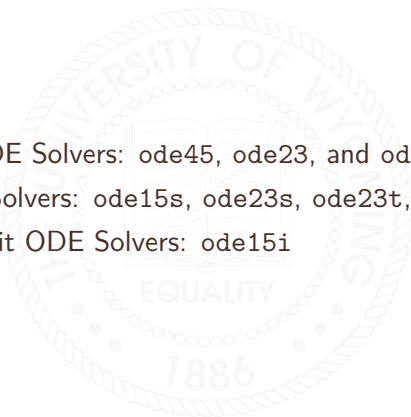 THE UNIVERSITY OF WYOMING
DE Solvers: ode45, ode23, and od
olvers: ode15s, ode23s, ode23t,
it ODE Solvers: ode15i
EQUALITY
1886